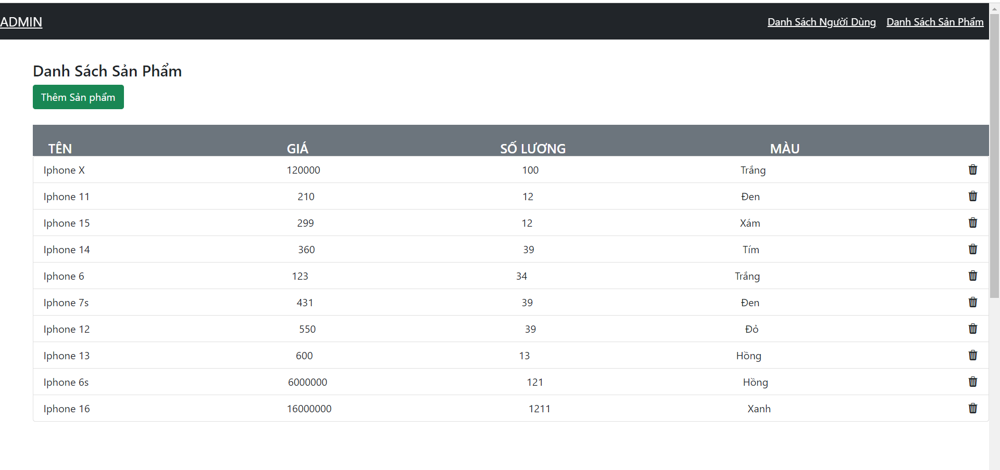 ADMIN Danh Sách Người Dùng Danh Sách Sản Phẩm
Danh Sách Sản Phẩm
Thêm Sản phẩm
TÊN GIÁ SỐ LƯƠNG MÀU
Iphone X 120000 100 Trắng
Iphone 11 210 12 Đen
Iphone 15 299 12 Xám
Iphone 14 360 39 Tím
Iphone 6 123 34 Trắng
Iphone 7s 431 39 Đen
Iphone 12 550 39 Đỏ
Iphone 13 600 13 Hồng
Iphone 6s 6000000 121 Hồng
Iphone 16 16000000 1211 Xanh